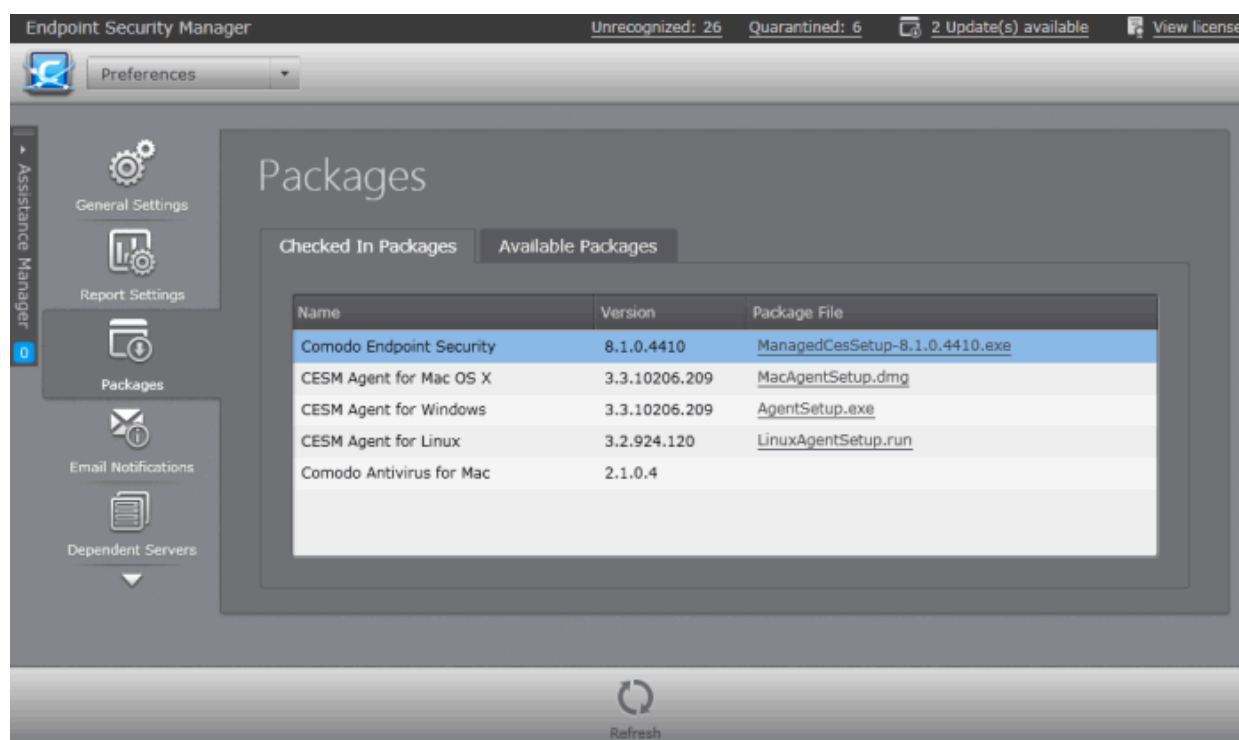 Endpoint Security Manager
Unrecognized: 26 Quarantined: 6 2 Update(s) available View license
Preferences
Assistance Manager
0
General Settings
Report Settings
Packages
Email Notifications
Dependent Servers
Packages
Checked In Packages Available Packages
Name Version Package File
Comodo Endpoint Security 8.1.0.4410 ManagedCesSetup-8.1.0.4410.exe
CESM Agent for Mac OS X 3.3.10206.209 MacAgentSetup.dmg
CESM Agent for Windows 3.3.10206.209 AgentSetup.exe
CESM Agent for Linux 3.2.924.120 LinuxAgentSetup.run
Comodo Antivirus for Mac 2.1.0.4
Refresh